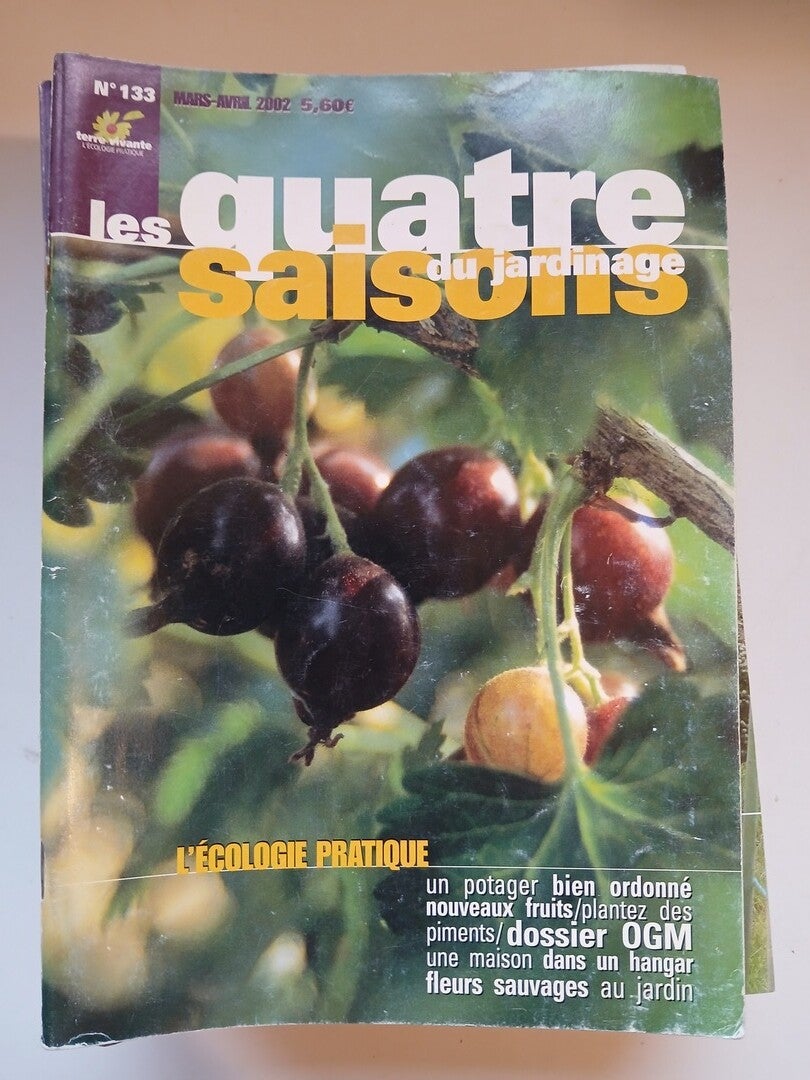 N°133
MARS-AVRIL 2002 5,60€
terre vivante
L'ÉCOLOGIE PRATIQUE
les quatre
saisons
du jardinage
L'ÉCOLOGIE PRATIQUE
un potager bien ordonné
nouveaux fruits/plantez des
piments/dossier OGM
une maison dans un hangar
fleurs sauvages au jardin